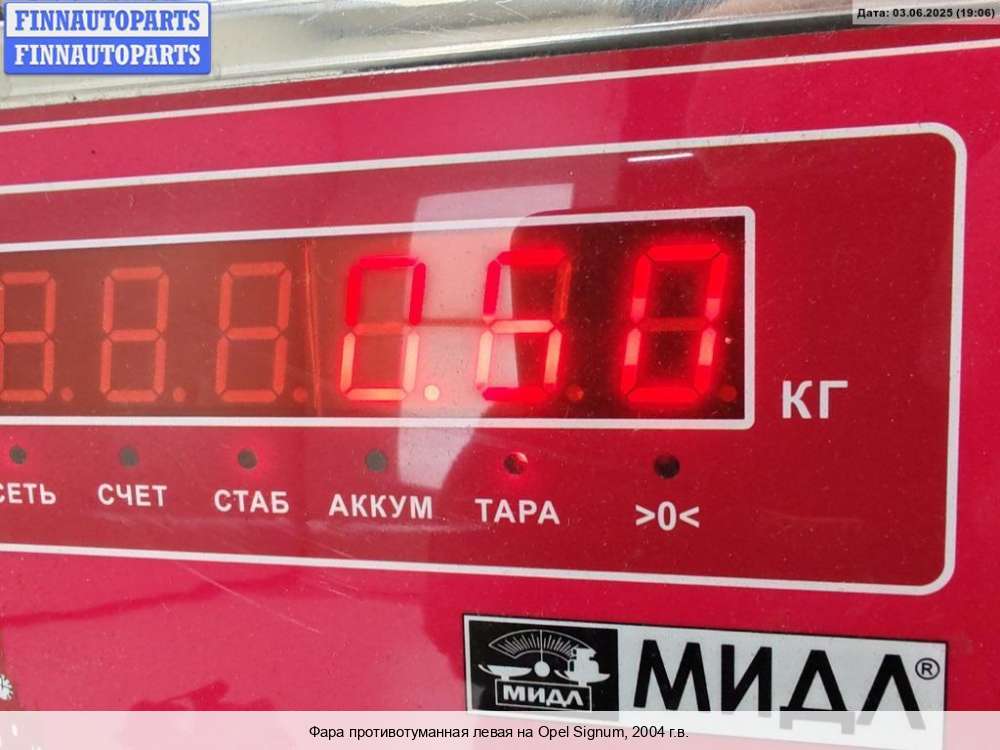 FINNAUTOPARTS
FINNAUTOPARTS
Дата: 03.06.2025 (19:06)
0.50
КГ
СЕТЬ СЧЕТ СТАБ АККУМ ТАРА >0<
МИДЛ МИДЛ®
Фара противотуманная левая на Opel Signum, 2004 г.в.